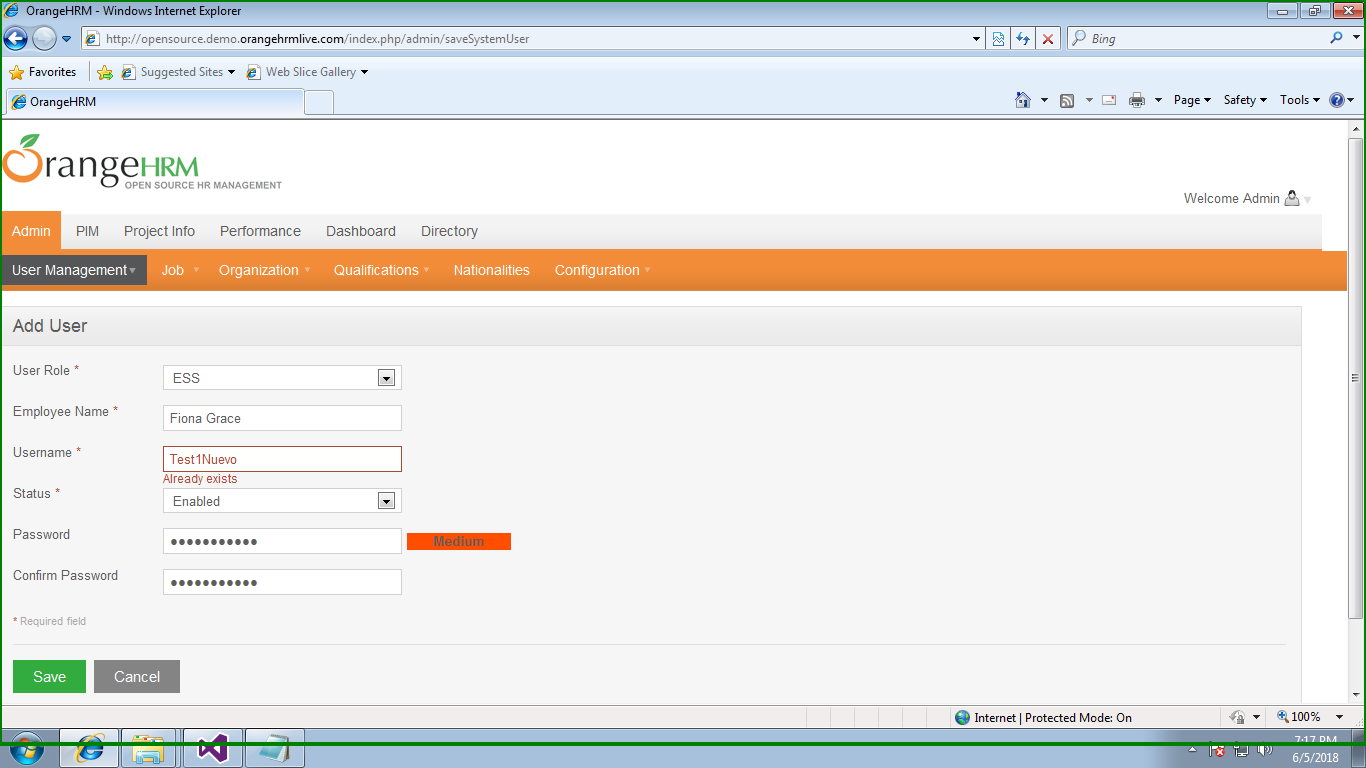 OrangeHRM - Windows Internet Explorer
http://opensource.demo.orangehrmlive.com/index.php/admin/saveSystemUser
Bing
Favorites Suggested Sites Web Slice Gallery
OrangeHRM
Page Safety Tools
OrangeHRM
OPEN SOURCE HR MANAGEMENT
Welcome Admin
Admin PIM Project Info Performance Dashboard Directory
User Management Job Organization Qualifications Nationalities Configuration
Add User
User Role * ESS
Employee Name * Fiona Grace
Username * Test1Nuevo
Already exists
Status * Enabled
Password ●●●●●●●●●●● Medium
Confirm Password ●●●●●●●●●●●
* Required field
Save Cancel
Internet | Protected Mode: On 100%
7:17 PM
6/5/2018